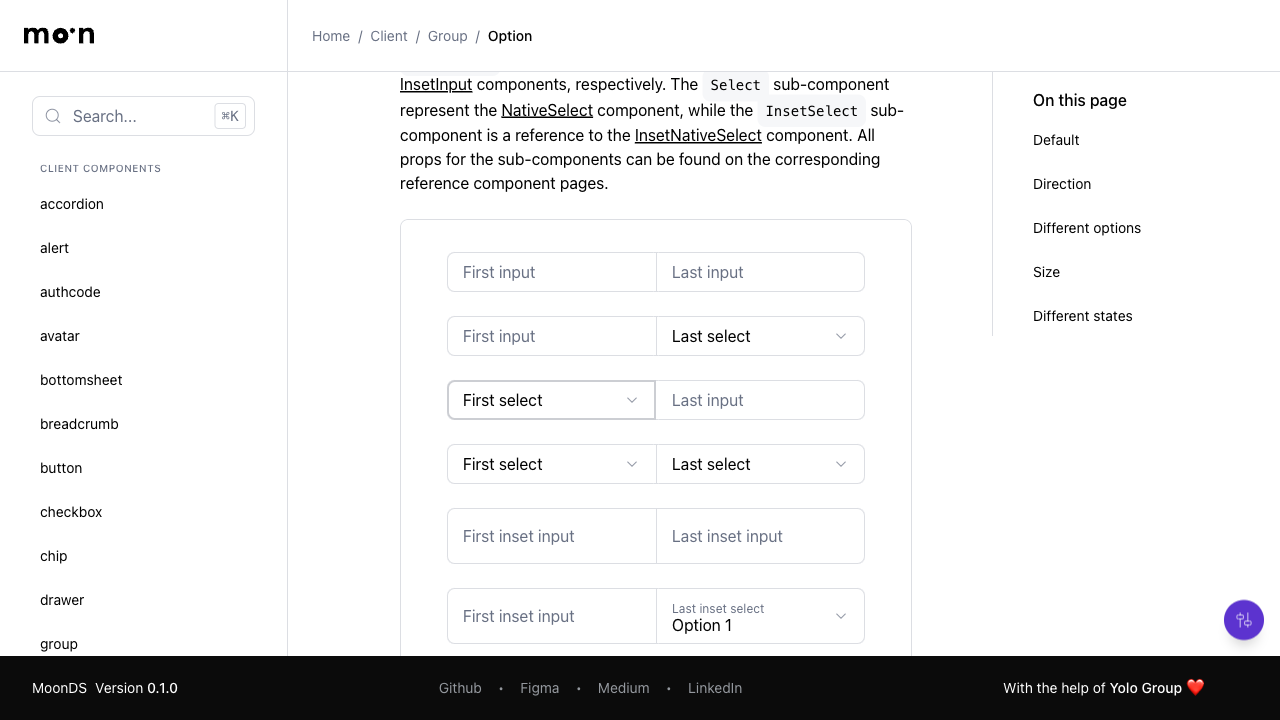 mo•n
Home / Client / Group / Option
Search...
⌘K
CLIENT COMPONENTS
accordion
alert
authcode
avatar
bottomsheet
breadcrumb
button
checkbox
chip
drawer
group
InsetInput components, respectively. The Select sub-component
represent the NativeSelect component, while the InsetSelect sub-
component is a reference to the InsetNativeSelect component. All
props for the sub-components can be found on the corresponding
reference component pages.
First input Last input
First input Last select
First select Last input
First select Last select
First inset input Last inset input
First inset input Last inset select
Option 1
On this page
Default
Direction
Different options
Size
Different states
MoonDS Version 0.1.0
Github • Figma • Medium • LinkedIn
With the help of Yolo Group ❤️